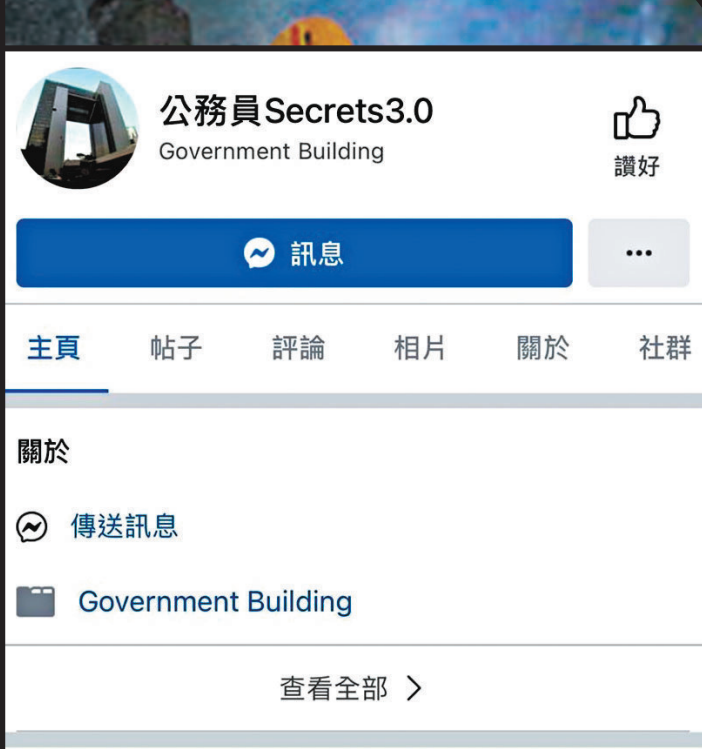 公務員Secrets3.0
Government Building
讚好
訊息
主頁 帖子 評論 相片 關於 社群
關於
傳送訊息
Government Building
查看全部